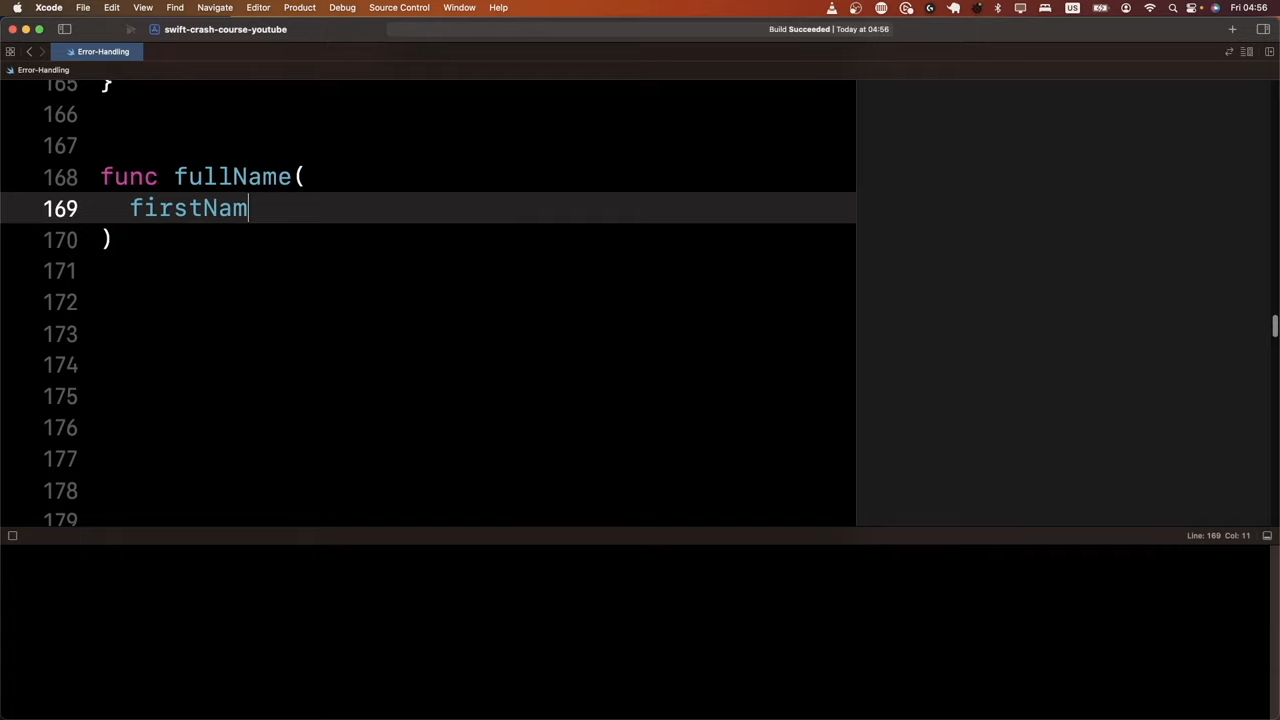 Xcode File Edit View Find Navigate Editor Product Debug Source Control Window Help US Fri 04:56
swift-crash-course-youtube Build Succeeded | Today at 04:56
Error-Handling
Error-Handling
165 }
166
167
168 func fullName(
169 firstNam
170 )
171
172
173
174
175
176
177
178
179
Line: 169 Col: 11